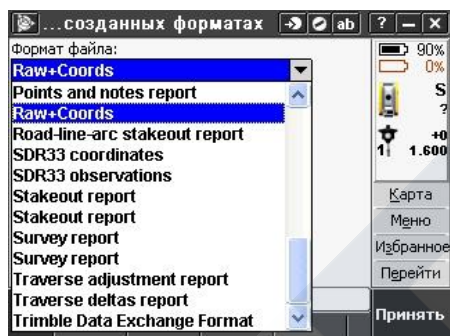 ...созданных форматах ab ? – x
Формат файла:
Raw+Coords
Points and notes report
Raw+Coords
Road-line-arc stakeout report
SDR33 coordinates
SDR33 observations
Stakeout report
Stakeout report
Survey report
Survey report
Traverse adjustment report
Traverse deltas report
Trimble Data Exchange Format
90%
0%
S
?
+0
1 1.600
Карта
Меню
Избранное
Перейти
Принять